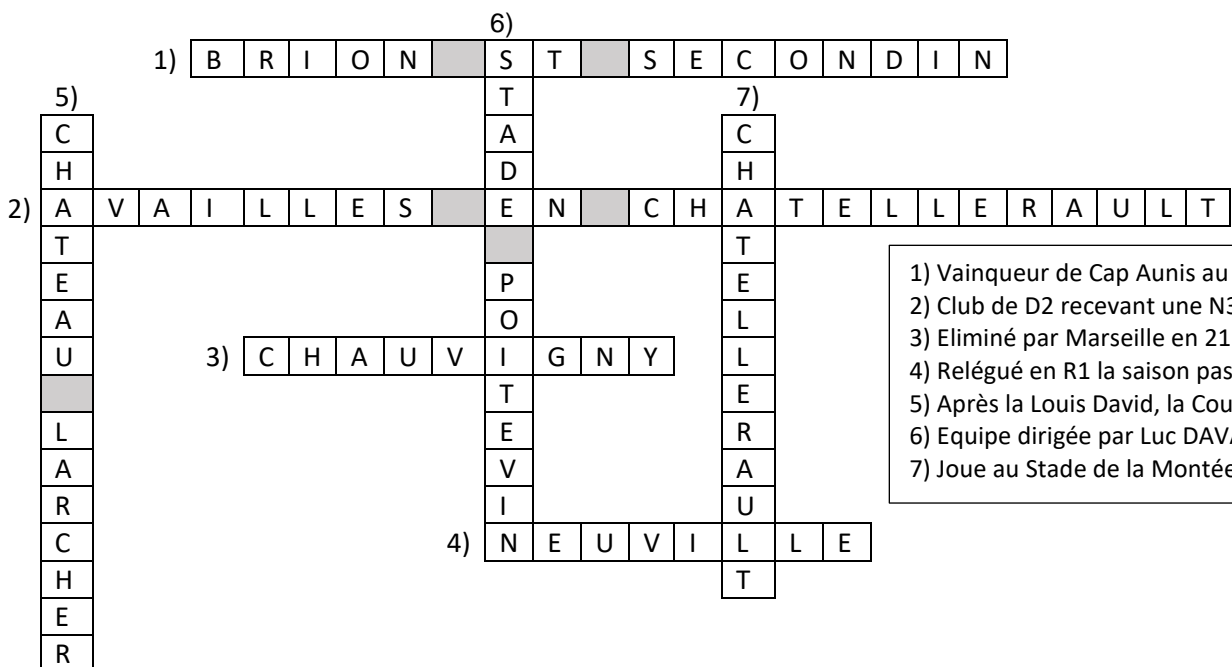 6)
1) B R I O N S T S E C O N D I N
5) T 7)
C A C
H D H
2) A V A I L L E S E N C H A T E L L E R A U L T
T T
E P E
A O L
U 3) C H A U V I G N Y L
T E
L E R
A V A
R I U
C 4) N E U V I L L E
H T
E
R
1) Vainqueur de Cap Aunis au
2) Club de D2 recevant une N3
3) Eliminé par Marseille en 21
4) Relégué en R1 la saison pas
5) Après la Louis David, la Cou
6) Equipe dirigée par Luc DAVA
7) Joue au Stade de la Montée